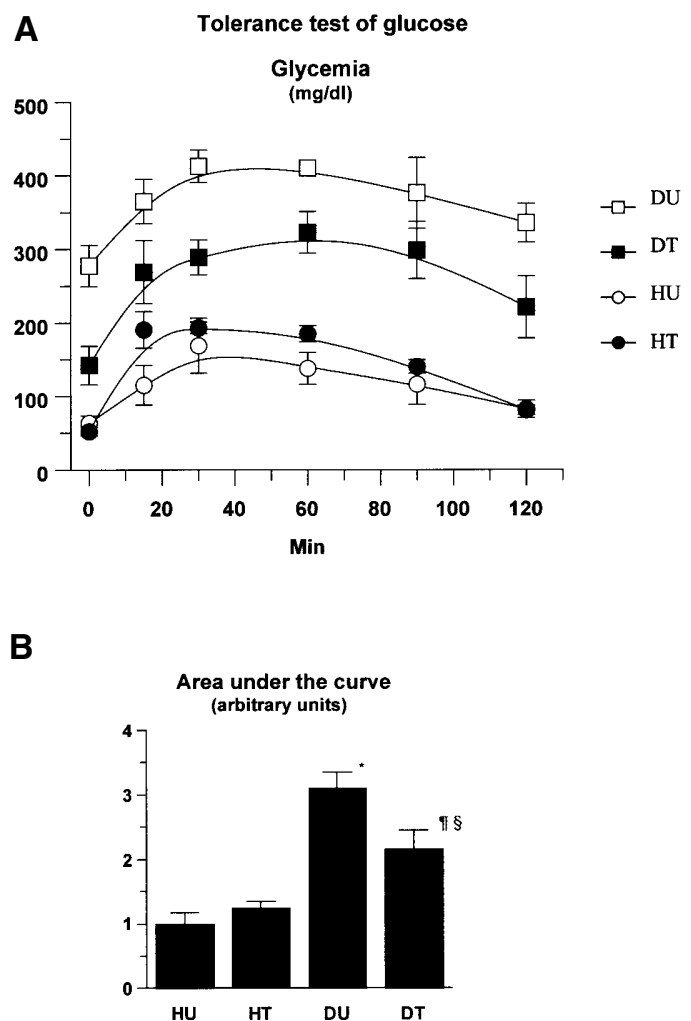 A
Tolerance test of glucose
Glycemia
(mg/dl)
500
400
300
200
100
0
0 20 40 60 80 100 120
Min
DU
DT
HU
HT
B
Area under the curve
(arbitrary units)
4
3
2
1
0
*
¶ §
HU HT DU DT